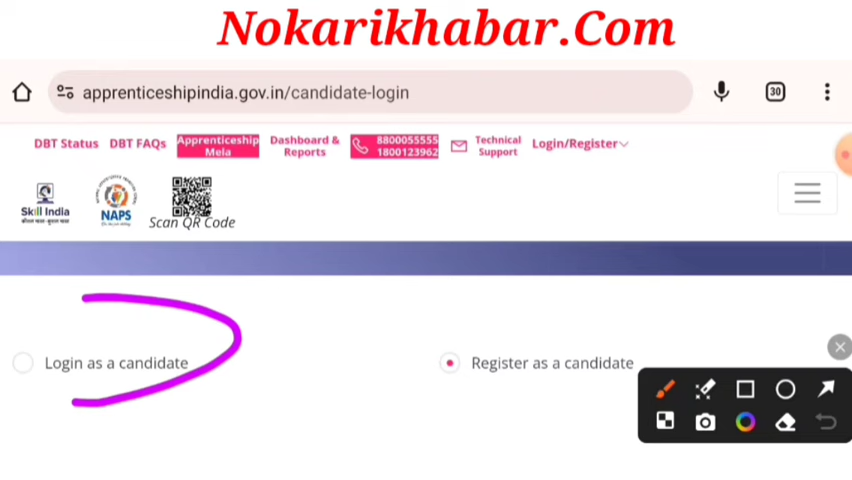 Nokarikhabar.Com
apprenticeshipindia.gov.in/candidate-login
30
DBT Status DBT FAQs Apprenticeship Mela Dashboard & Reports 8800055555 1800123962 Technical Support Login/Register
Skill India
NAPS
Scan QR Code
Login as a candidate
Register as a candidate